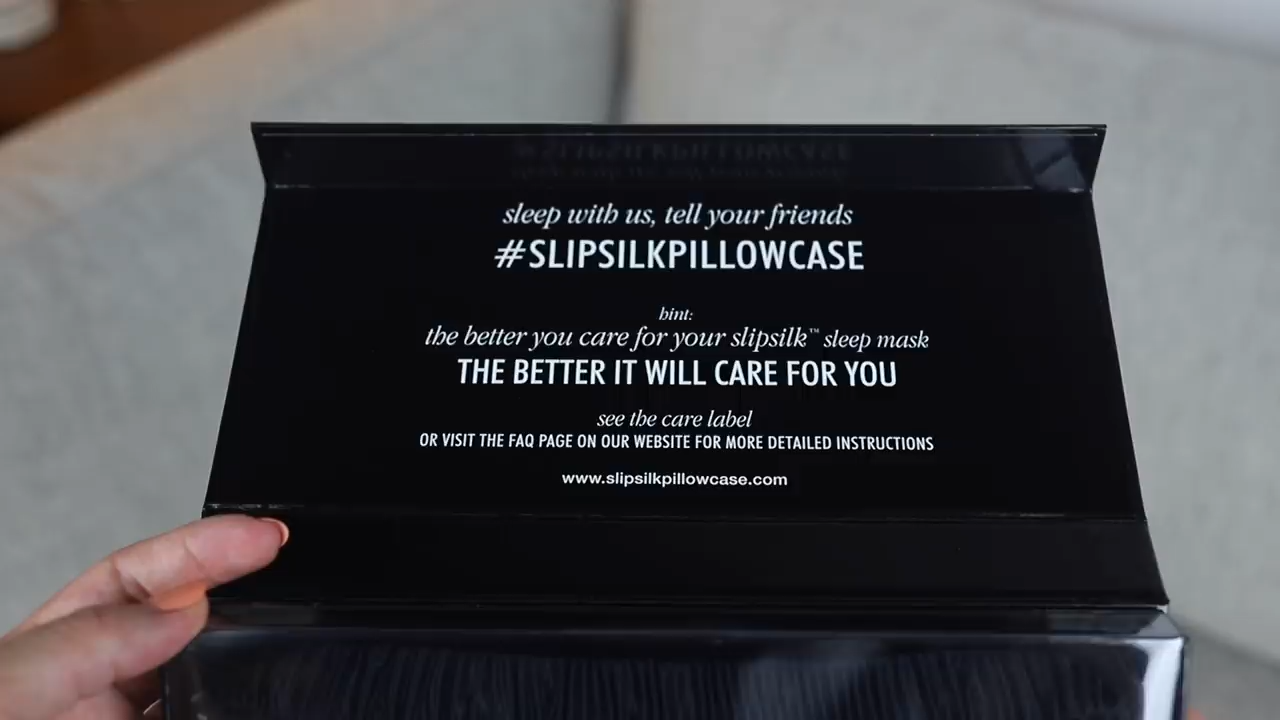 sleep with us, tell your friends
#SLIPSILKPILLOWCASE
hint:
the better you care for your slipsilk™ sleep mask
THE BETTER IT WILL CARE FOR YOU
see the care label
OR VISIT THE FAQ PAGE ON OUR WEBSITE FOR MORE DETAILED INSTRUCTIONS
www.slipsilkpillowcase.com